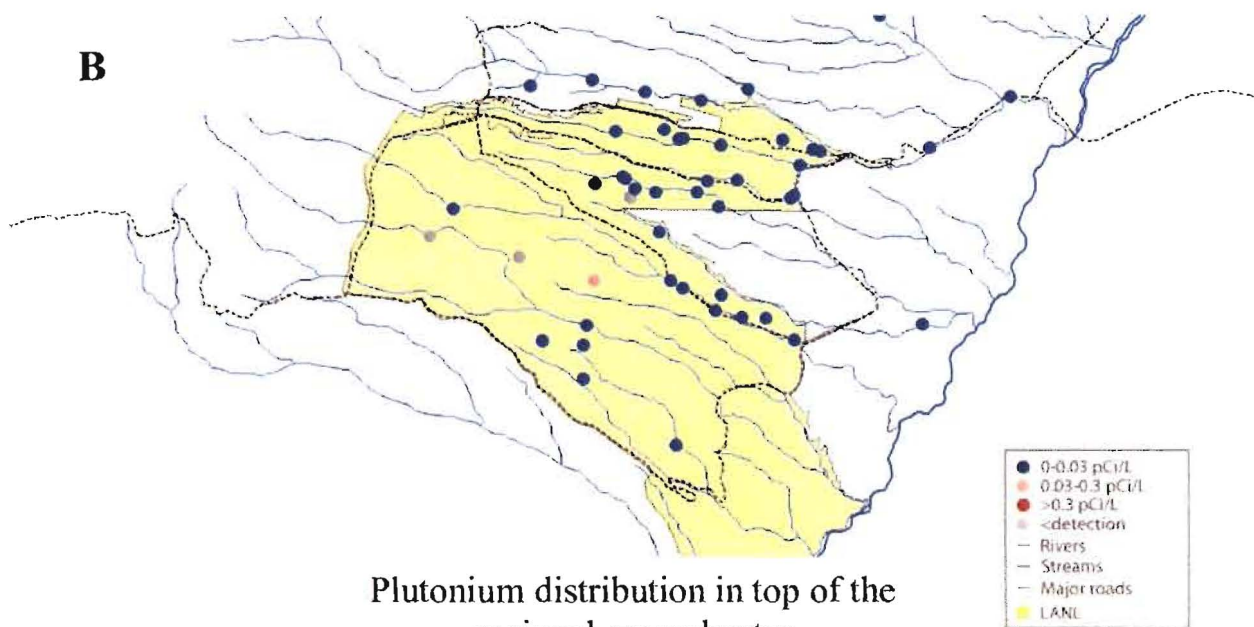 B
0-0.03 pCi/L
0.03-0.3 pCi/L
>0.3 pCi/L
<detection
Rivers
Streams
Major roads
LANL
Plutonium distribution in top of the